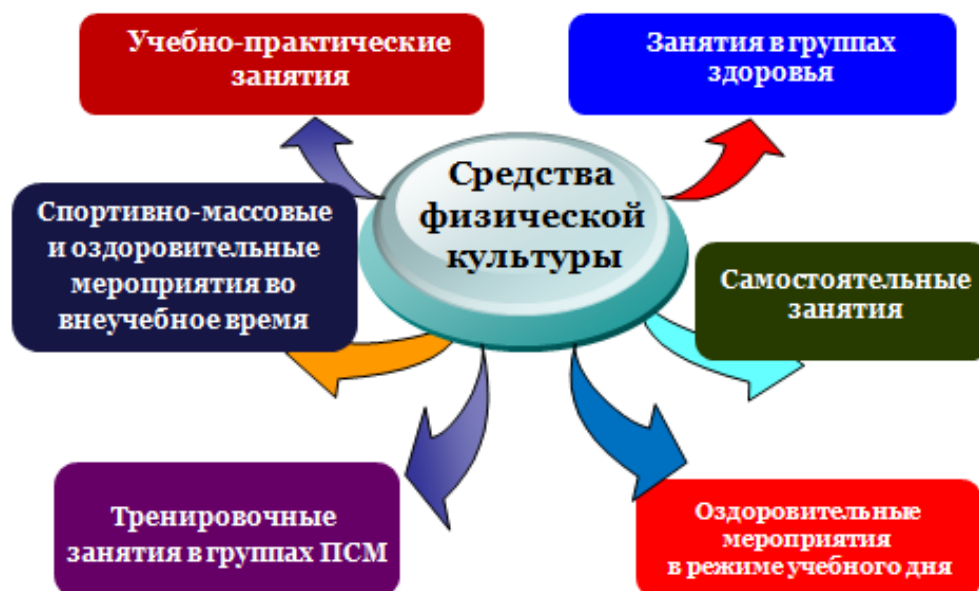 Средства
физической
культуры
Учебно-практические
занятия
Занятия в группах
здоровья
Спортивно-массовые
и оздоровительные
мероприятия во
внеучебное время
Самостоятельные
занятия
Тренировочные
занятия в группах ПСМ
Оздоровительные
мероприятия
в режиме учебного дня